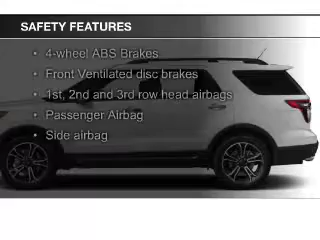 SAFETY FEATURES
• 4-wheel ABS Brakes
• Front Ventilated disc brakes
• 1st, 2nd and 3rd row head airbags
• Passenger Airbag
• Side airbag